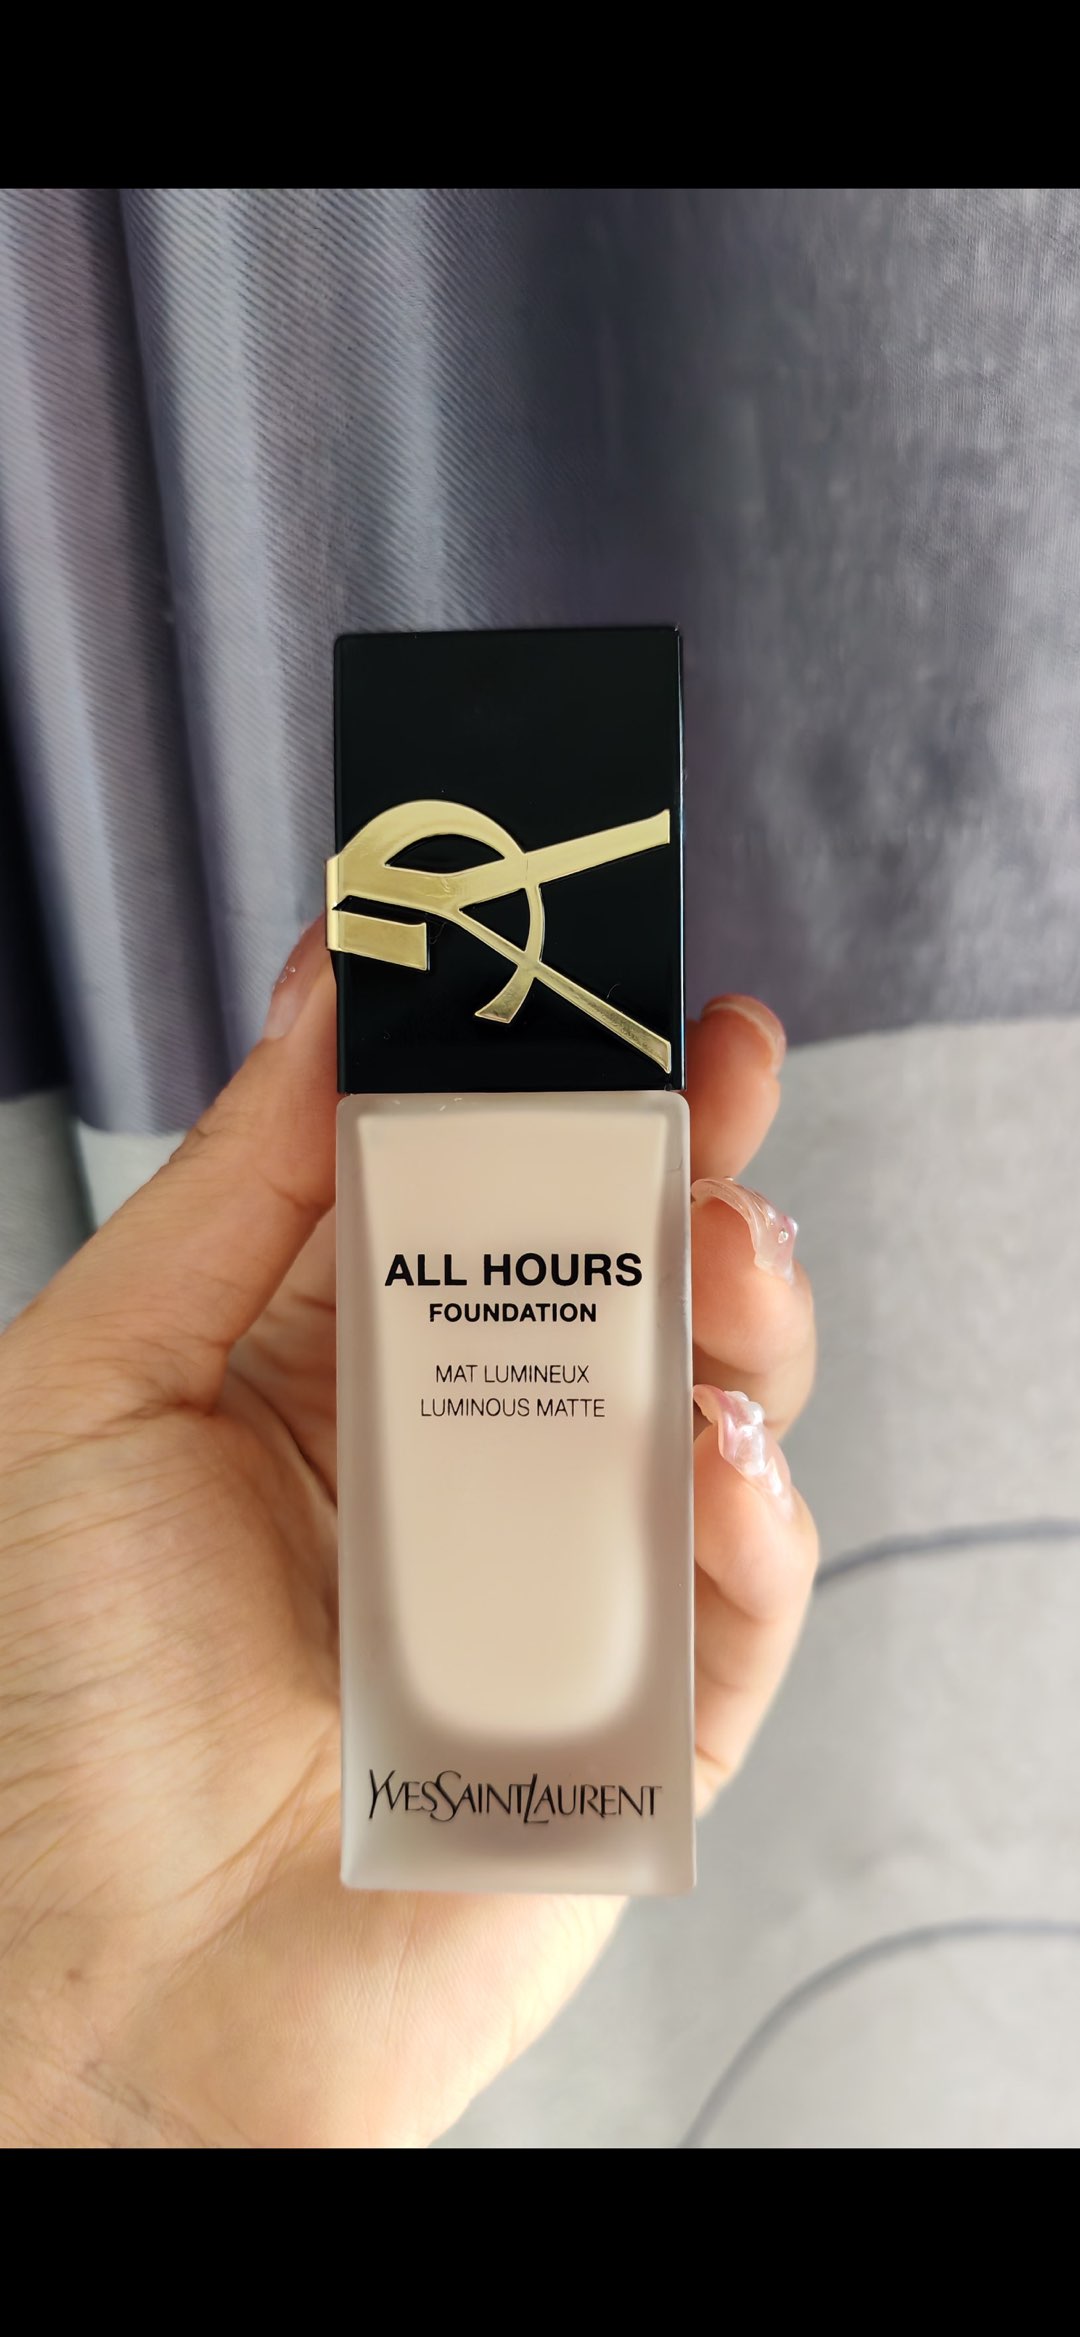 ALL HOURS
FOUNDATION
MAT LUMINEUX
LUMINOUS MATTE
YVESSAINTLAURENT